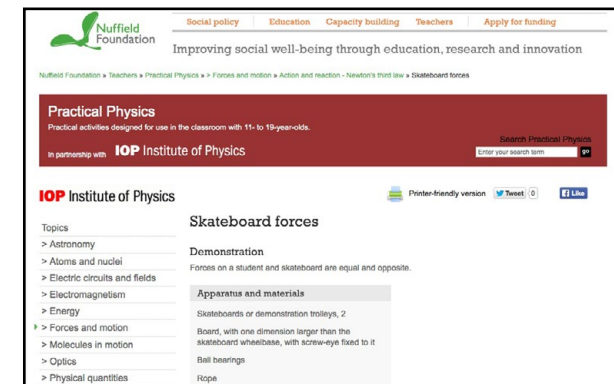 Nuffield
Foundation
Social policy
Education
Capacity building
Teachers
Apply for funding
Improving social well-being through education, research and innovation
Nuffield Foundation » Teachers » Practical Physics » > Forces and motion » Action and reaction - Newton's third law » Skateboard forces
Practical Physics
Practical activities designed for use in the classroom with 11- to 19-year-olds.
In partnership with IOP Institute of Physics
Search Practical Physics
Enter your search term
go
IOP Institute of Physics
Printer-friendly version
Tweet 0
Like
Topics
> Astronomy
> Atoms and nuclei
> Electric circuits and fields
> Electromagnetism
> Energy
> Forces and motion
> Molecules in motion
> Optics
> Physical quantities
Skateboard forces
Demonstration
Forces on a student and skateboard are equal and opposite.
Apparatus and materials
Skateboards or demonstration trolleys, 2
Board, with one dimension larger than the
skateboard wheelbase, with screw-eye fixed to it
Ball bearings
Rope